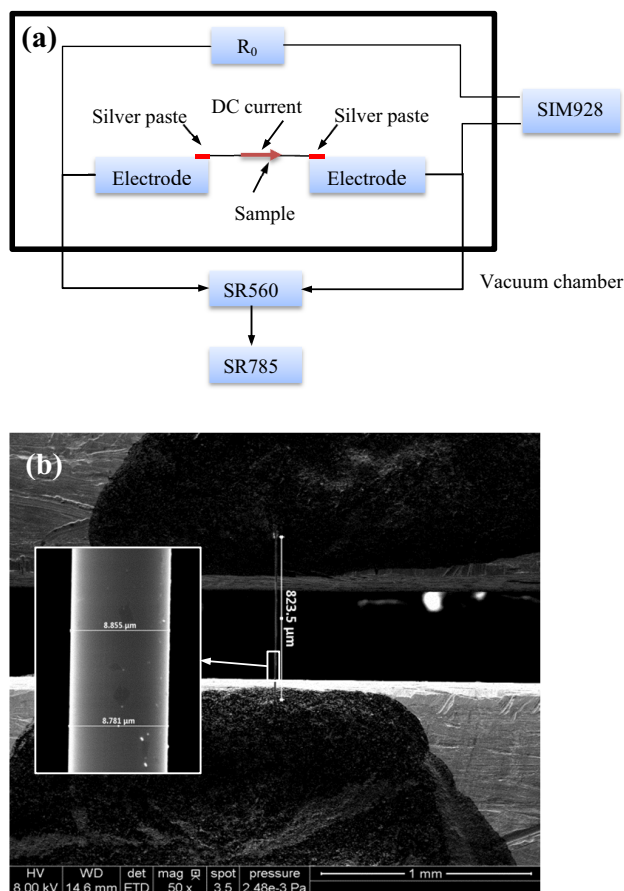 (a)
R₀
SIM928
DC current
Silver paste
Silver paste
Electrode
Electrode
Sample
Vacuum chamber
SR560
SR785
(b)
823.5 µm
8.855 µm
8.781 µm
HV WD det mag spot pressure
8.00 kV 14.6 mm ETD 50 x 3.5 2.48e-3 Pa
1 mm